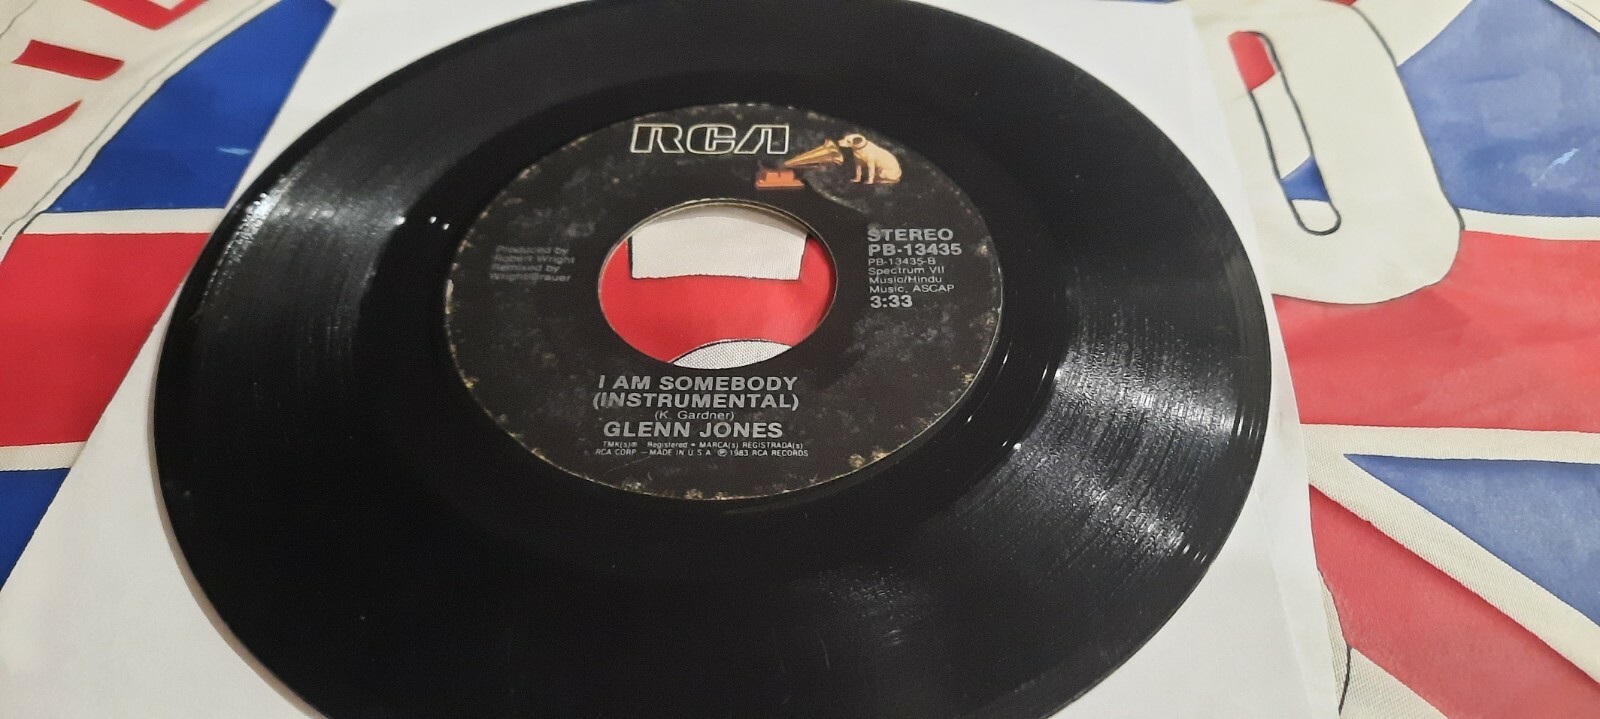 RCA
Produced by
Robert Wright
Remixed by
Wright/Brauer
STEREO
PB-13435
PB-13435-B
Spectrum VII
Music/Hindu
Music, ASCAP
3:33
I AM SOMEBODY
(INSTRUMENTAL)
(K. Gardner)
GLENN JONES
TMK(s)® Registered • MARCA(s) REGISTRADA(s)
RCA CORP — MADE IN U S A ℗ 1983 RCA RECORDS